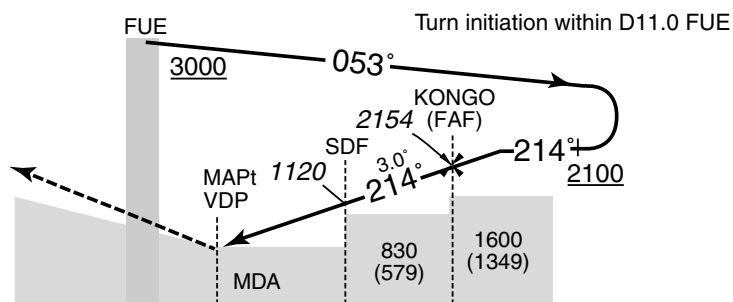 Turn initiation within D11.0 FUE
FUE
3000
053°
KONGO
(FAF)
2154
SDF
1120
3.0°
214°
214°
2100
MAPt
VDP
MDA
830
(579)
1600
(1349)